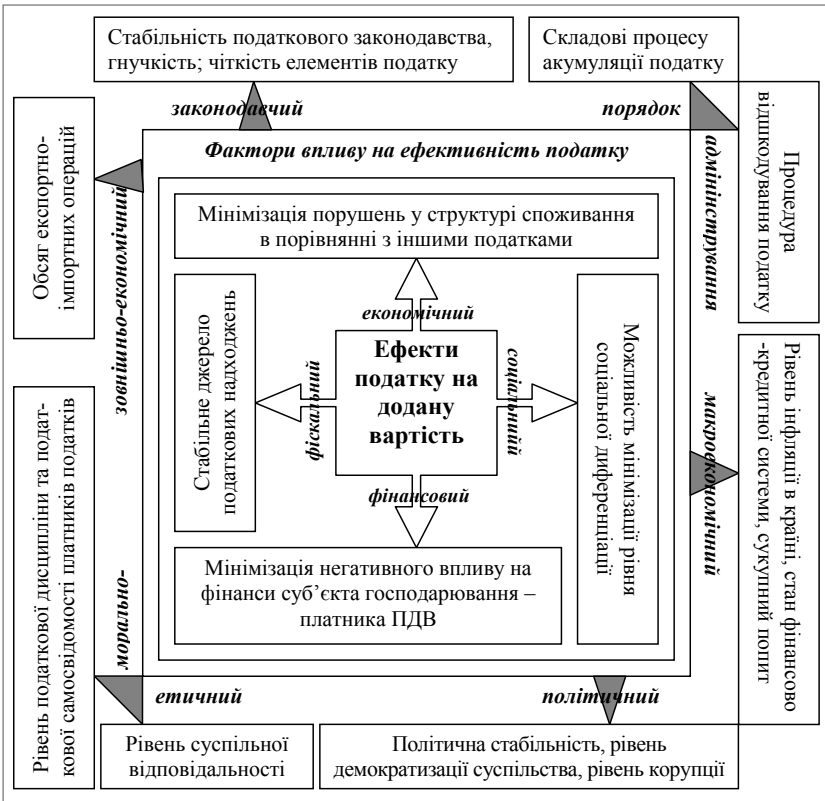 Стабільність податкового законодавства,
гнучкість; чіткість елементів податку
Складові процесу
акумуляції податку
законодавчий
порядок
адмініністрування
Процедура
відшкодування податку
Обсяг експортно-
імпортних операцій
зовнішньо-економічний
Фактори впливу на ефективність податку
Мінімізація порушень у структурі споживання
в порівнянні з іншими податками
економічний
Стабільне джерело
податкових надходжень
фіскальний
Ефекти
податку на
додану
вартість
соціальний
Можливість мінімізації рівня
соціальної диференціації
фінансовий
Мінімізація негативного впливу на
фінанси суб’єкта господарювання –
платника ПДВ
макроекономічний
Рівень інфляції в країні, стан фінансово
-кредитної системи, сукупний попит
Рівень податкової дисципліни та подат-
кової самосвідомості платників податків
морально-
етичний
Рівень суспільної
відповідальності
політичний
Політична стабільність, рівень
демократизації суспільства, рівень корупції